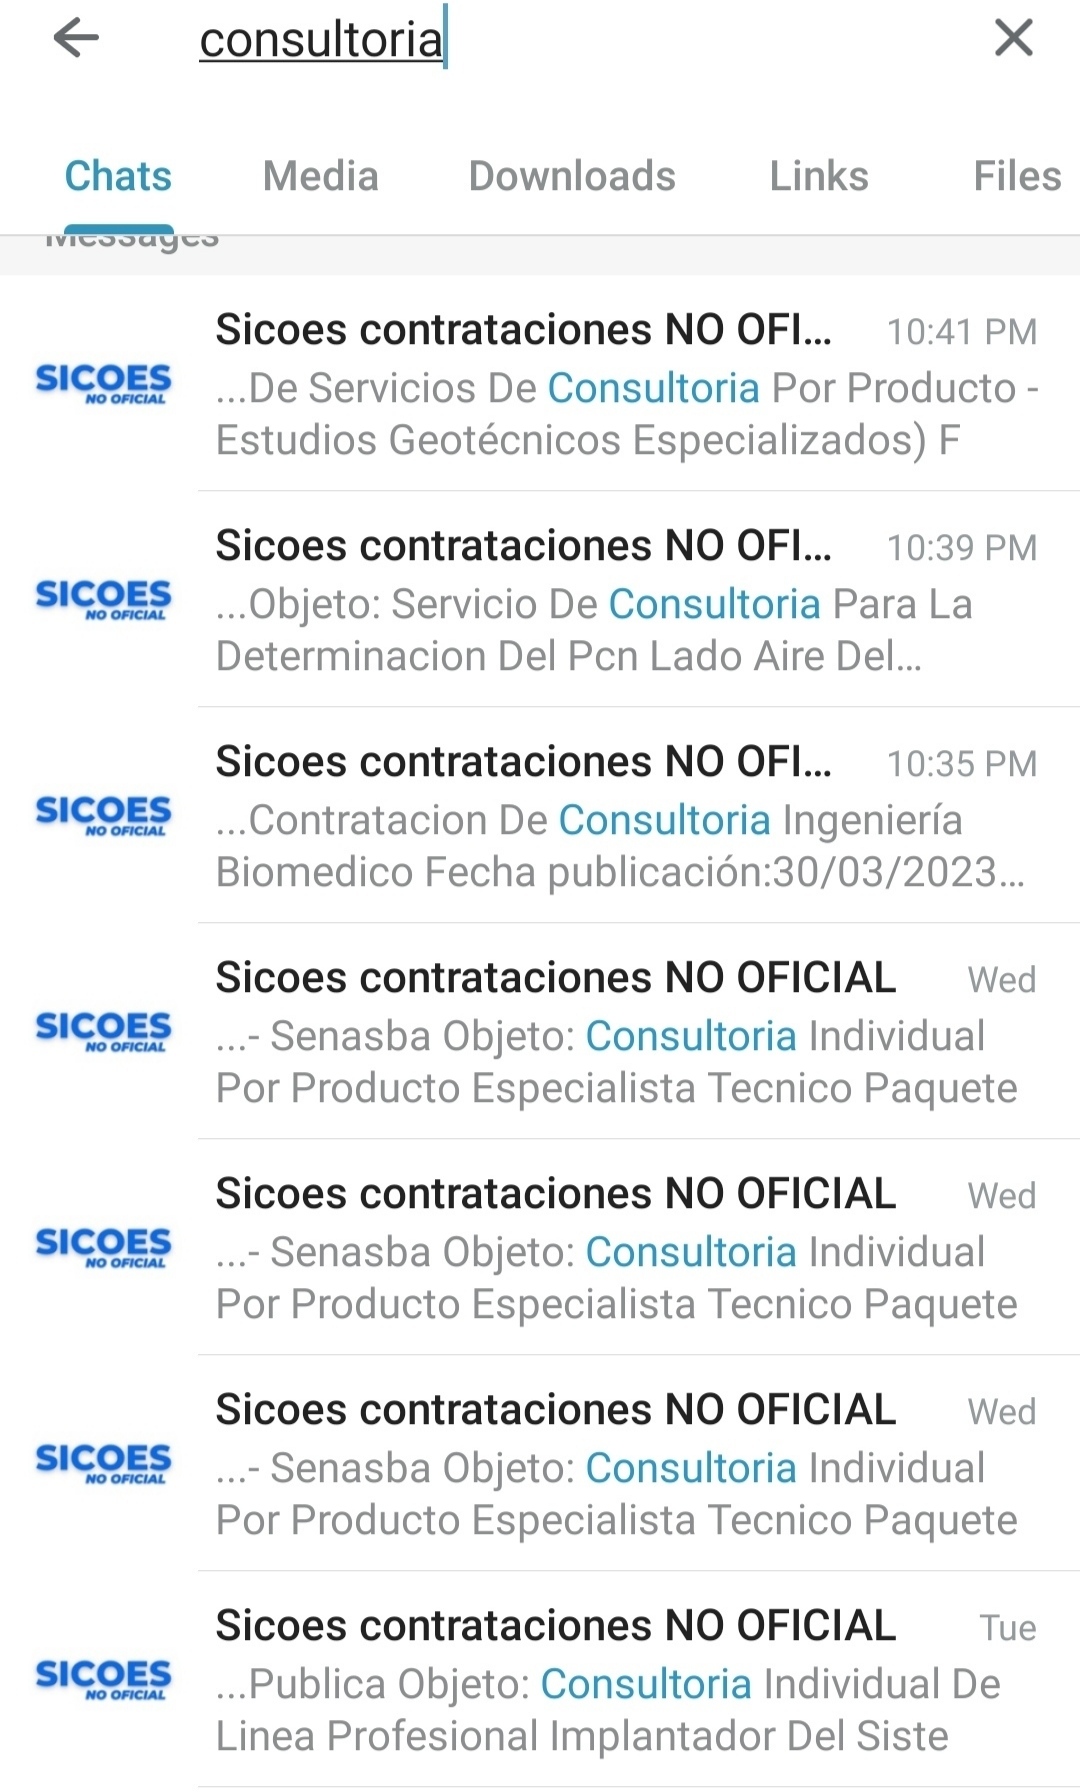 consultoria
Chats Media Downloads Links Files
Messages
Sicoes contrataciones NO OFI... 10:41 PM
SICOES
NO OFICIAL
...De Servicios De Consultoria Por Producto -
Estudios Geotécnicos Especializados) F
Sicoes contrataciones NO OFI... 10:39 PM
SICOES
NO OFICIAL
...Objeto: Servicio De Consultoria Para La
Determinacion Del Pcn Lado Aire Del...
Sicoes contrataciones NO OFI... 10:35 PM
SICOES
NO OFICIAL
...Contratacion De Consultoria Ingeniería
Biomedico Fecha publicación:30/03/2023...
Sicoes contrataciones NO OFICIAL Wed
SICOES
NO OFICIAL
...- Senasba Objeto: Consultoria Individual
Por Producto Especialista Tecnico Paquete
Sicoes contrataciones NO OFICIAL Wed
SICOES
NO OFICIAL
...- Senasba Objeto: Consultoria Individual
Por Producto Especialista Tecnico Paquete
Sicoes contrataciones NO OFICIAL Wed
SICOES
NO OFICIAL
...- Senasba Objeto: Consultoria Individual
Por Producto Especialista Tecnico Paquete
Sicoes contrataciones NO OFICIAL Tue
SICOES
NO OFICIAL
...Publica Objeto: Consultoria Individual De
Linea Profesional Implantador Del Siste